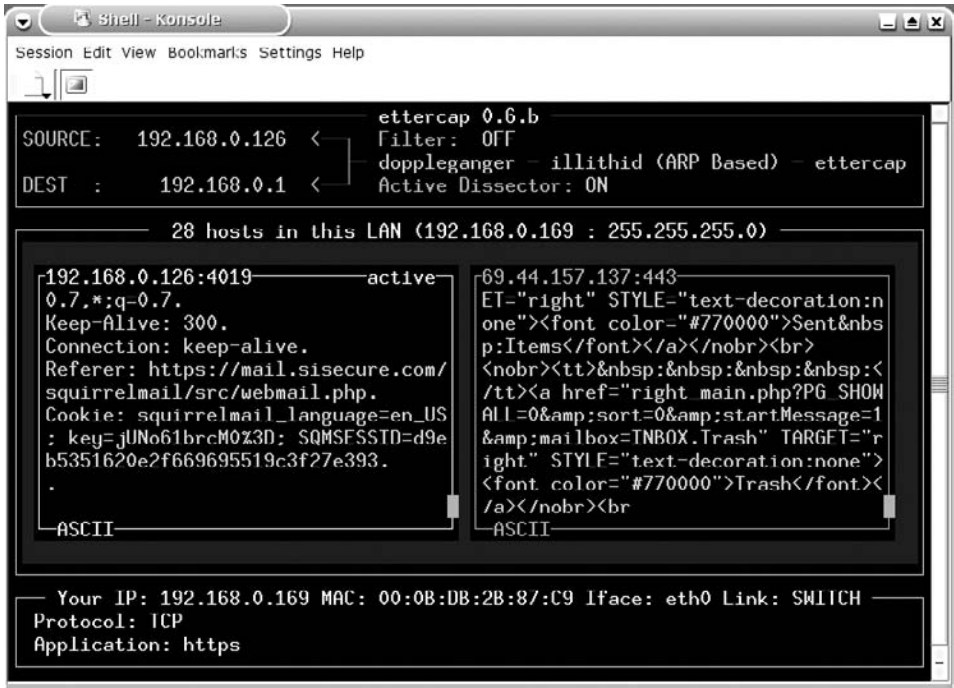 Shell - Konsole
Session Edit View Bookmarks Settings Help
ettercap 0.6.b
SOURCE: 192.168.0.126 < Filter: OFF
doppleganger - illithid (ARP Based) - ettercap
DEST : 192.168.0.1 < Active Dissector: ON
28 hosts in this LAN (192.168.0.169 : 255.255.255.0)
192.168.0.126:4019 active
0.7,*;q=0.7.
Keep-Alive: 300.
Connection: keep-alive.
Referer: https://mail.sisecure.com/
squirrelmail/src/webmail.php.
Cookie: squirrelmail_language=en_US
; key=jUNo61brcM0%3D; SQMSESSID=d9e
b5351620e2f669695519c3f27e393.
.
ASCII
69.44.157.137:443
ET="right" STYLE="text-decoration:n
one"><font color="#770000">Sent&nbs
p;Items</font></a></nobr><br>
<nobr><tt>&nbsp;&nbsp;&nbsp;&nbsp;<
/tt><a href="right_main.php?PG_SHOW
ALL=0&amp;sort=0&amp;startMessage=1
&amp;mailbox=INBOX.Trash" TARGET="r
ight" STYLE="text-decoration:none">
<font color="#770000">Trash</font><
/a></nobr><br
ASCII
Your IP: 192.168.0.169 MAC: 00:0B:DB:2B:87:C9 Iface: eth0 Link: SWITCH
Protocol: TCP
Application: https